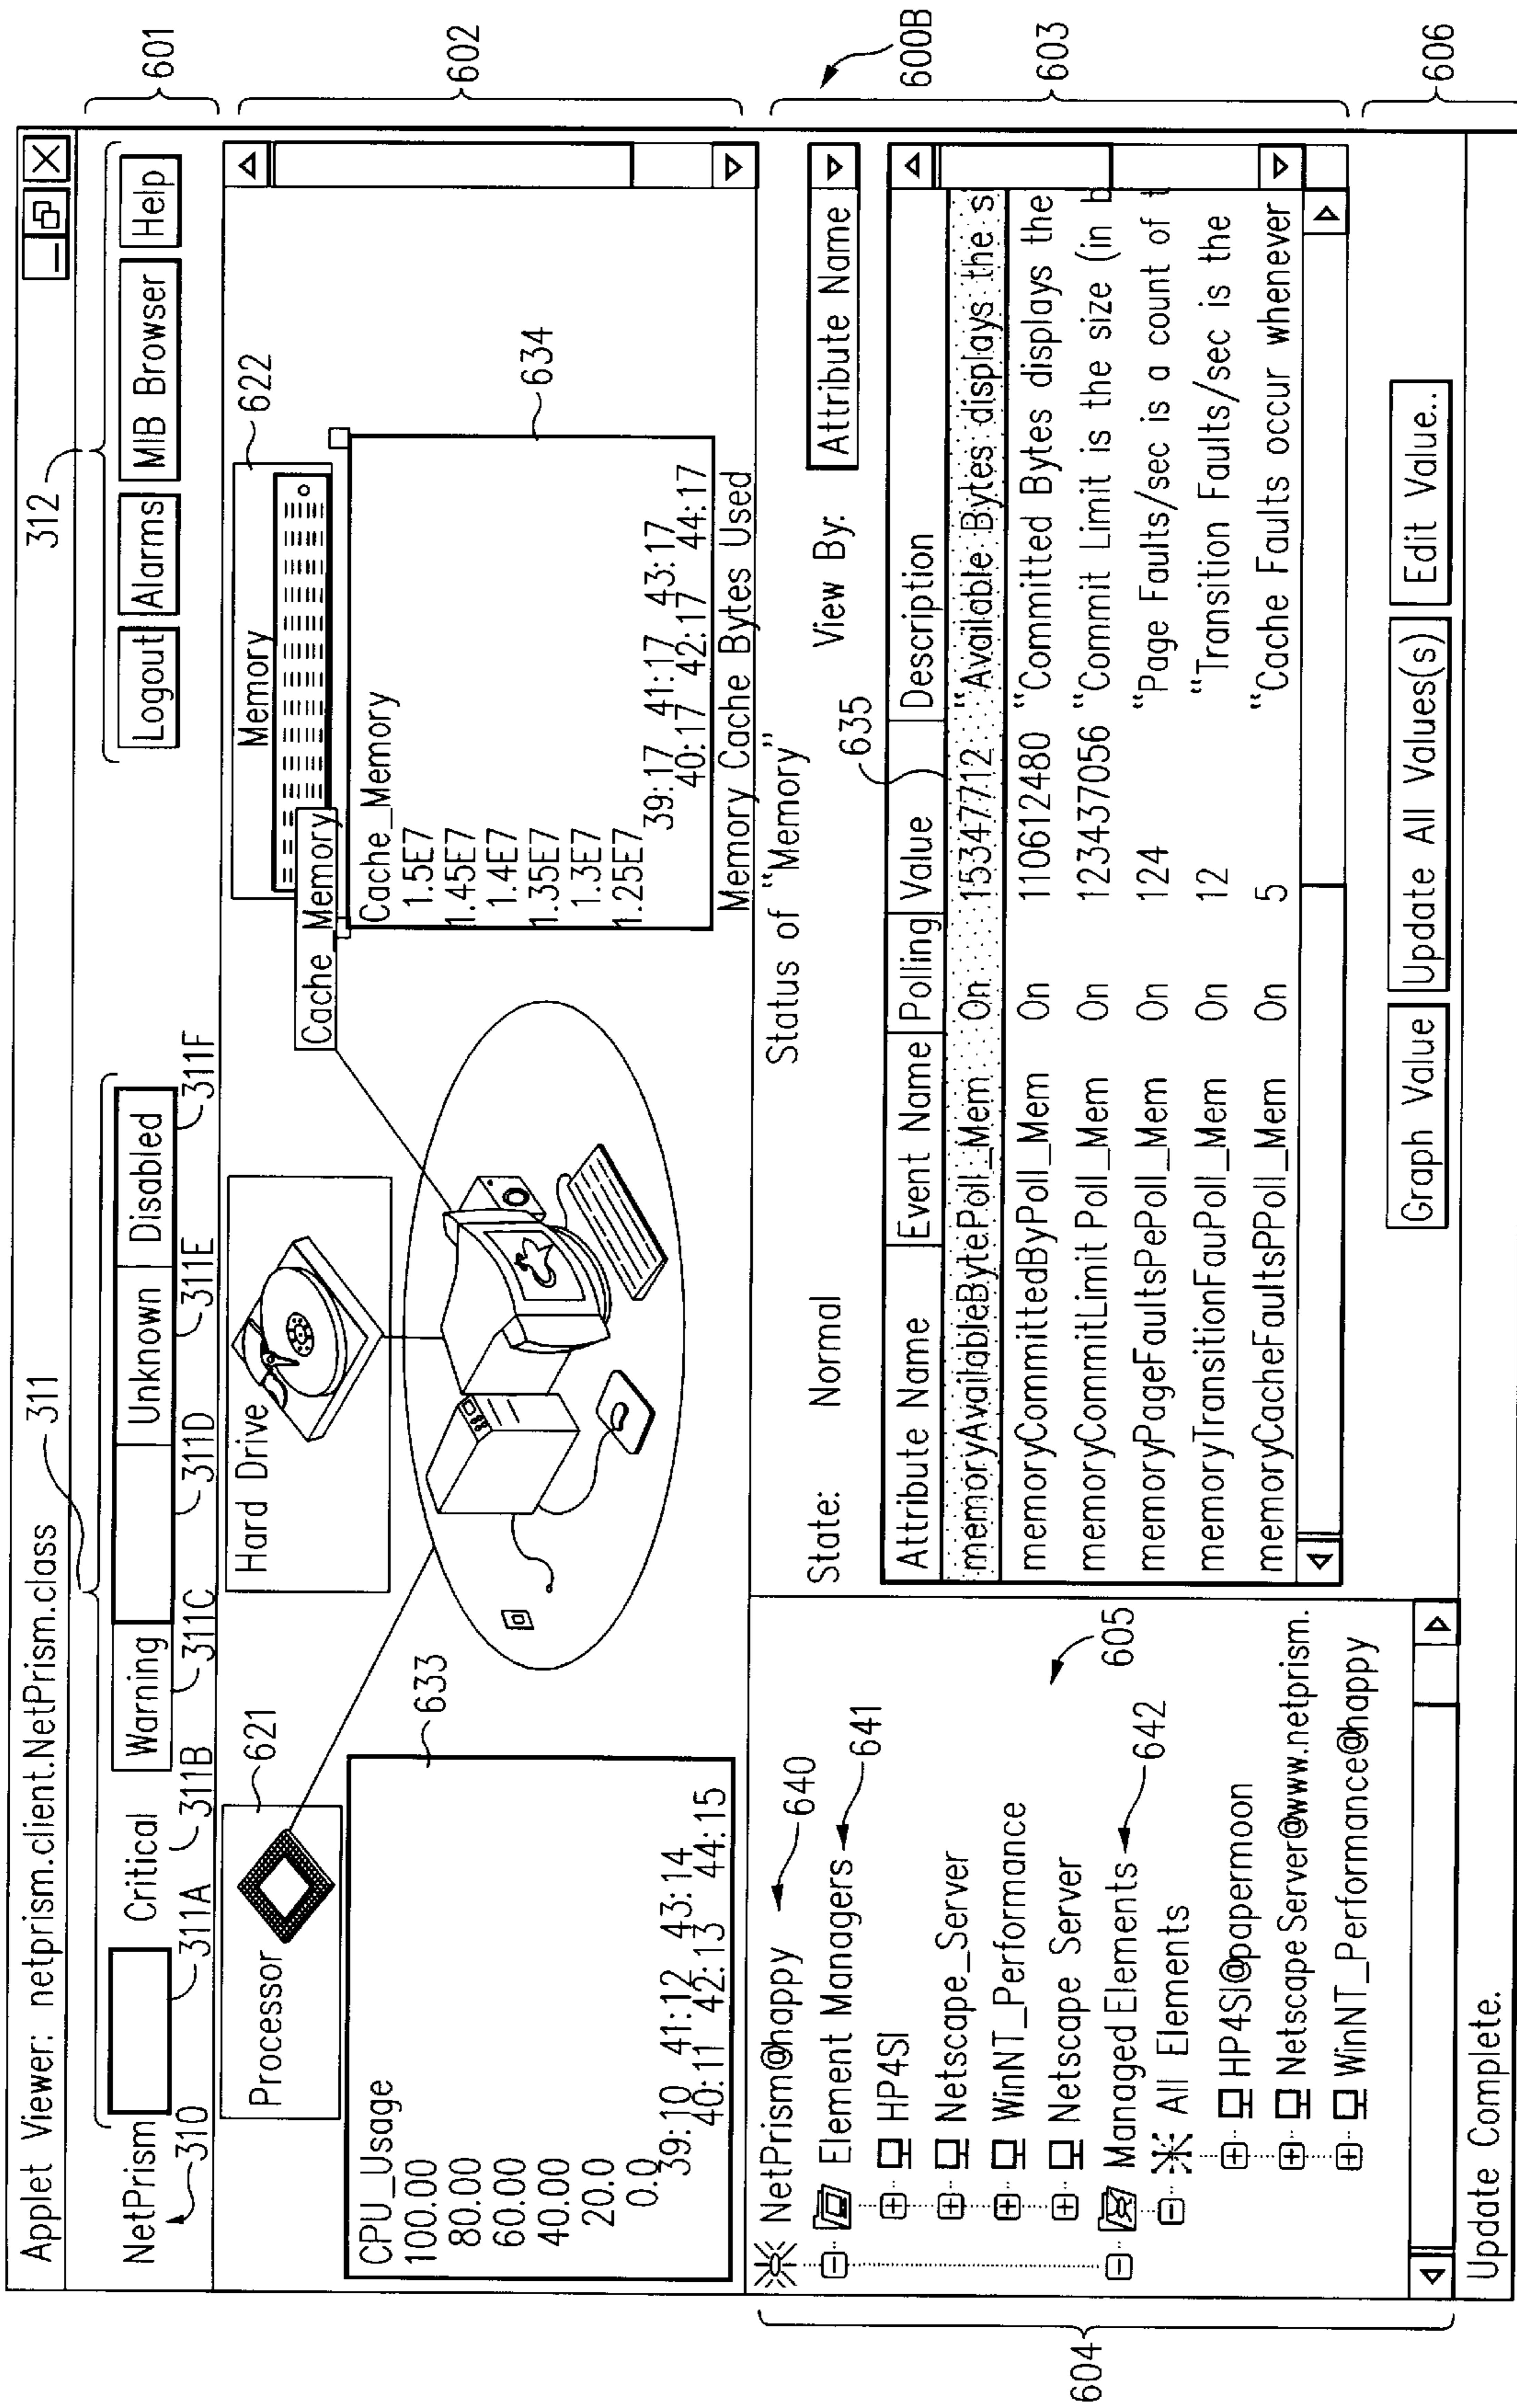 Applet Viewer: netprism.client.NetPrism.class
311
312
NetPrism
Critical
Warning
Unknown
Disabled
Logout
Alarms
MIB Browser
Help
601
310
311A
311B
311C
311D
311E
311F
Processor
621
Hard Drive
Memory
622
Cache_Memory
602
CPU_Usage
100.00
80.00
60.00
40.00
20.0
0.0
39:10 41:12 43:14
40:11 42:13 44:15
633
Cache_Memory
1.5E7
1.45E7
1.4E7
1.35E7
1.3E7
1.25E7
39:17 41:17 43:17
40:17 42:17 44:17
Memory Cache Bytes Used
634
600B
604
NetPrism@happy
640
Element Managers
641
HP4SI
Netscape_Server
WinNT_Performance
Netscape Server
Managed Elements
642
All Elements
HP4SI@papermoon
Netscape Server@www.netprism.
WinNT_Performance@happy
605
Status of "Memory"
State: Normal View By: Attribute Name
635
603
Attribute Name Event Name Polling Value Description
memoryAvailableBytePoll_Mem On 15347712 "Available Bytes displays the s
memoryCommittedByPoll_Mem On 110612480 "Committed Bytes displays the
memoryCommitLimit Poll_Mem On 123437056 "Commit Limit is the size (in b
memoryPageFaultsPePoll_Mem On 124 "Page Faults/sec is a count of t
memoryTransitionFauPoll_Mem On 12 "Transition Faults/sec is the
memoryCacheFaultsPPoll_Mem On 5 "Cache Faults occur whenever
Graph Value
Update All Values(s)
Edit Value..
606
Update Complete.